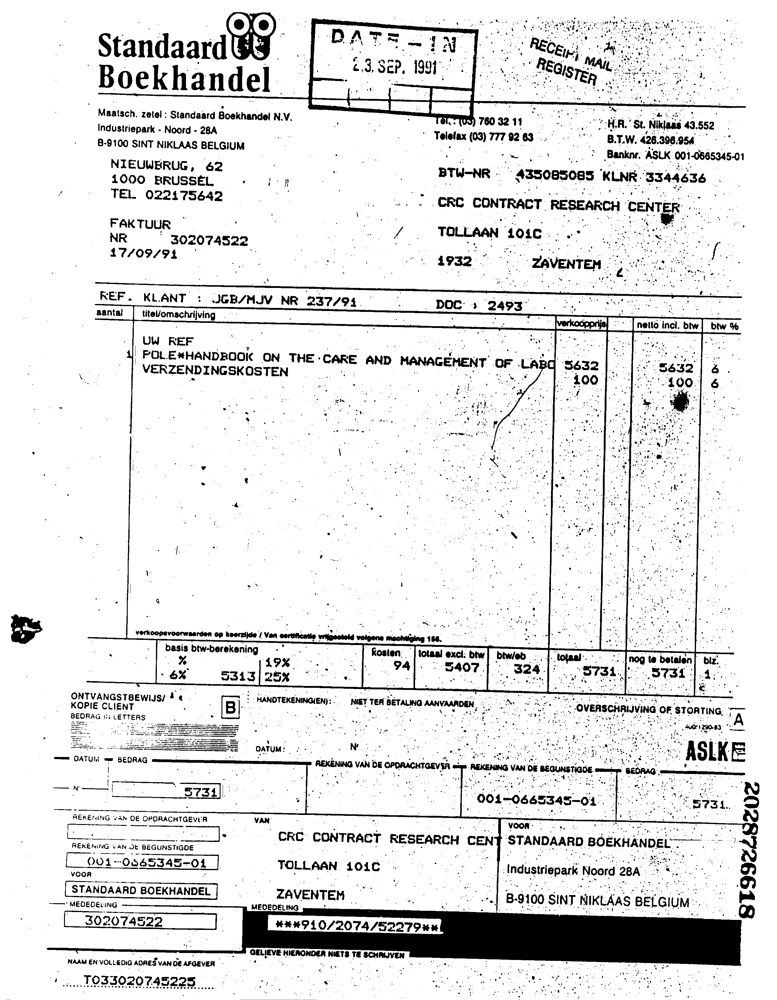 Standaard
Boekhandel
DATE-IN
23. SEP. 1991
RECEIPT MAIL
REGISTER
Maatsch. zetel : Standaard Boekhandel N.V.
Industriepark - Noord - 28A
B-9100 SINT NIKLAAS BELGIUM
Tel. : (03) 760 32 11
Telefax (03) 777 92 63
H.R. St. Niklaas 43.552
B.T.W. 426.396.954
Banknr. ASLK 001-0665345-01
NIEUWBRUG, 62
1000 BRUSSEL
TEL 022175642
BTW-NR 435085085 KLNR 3344636
CRC CONTRACT RESEARCH CENTER
FAKTUUR
NR 302074522
17/09/91
TOLLAAN 101C
1932 ZAVENTEM
REF. KLANT : JGB/MJV NR 237/91 DOC : 2493
aantal titel/omschrijving verkoopprijs netto incl. btw btw %
UW REF
1 POLE*HANDBOOK ON THE CARE AND MANAGEMENT OF LABO 5632 5632 6
VERZENDINGSKOSTEN 100 100 6
verkoopsvoorwaarden op keerzijde / Van certificatie vrijgesteld volgens machtiging 156.
basis btw-berekening kosten totaal excl. btw btw/eb totaal nog te betalen blz.
% 19% 94 5407 324 5731 5731 1
6% 5313 25%
ONTVANGSTBEWIJS/
KOPIE CLIENT
BEDRAG IN LETTERS
B
HANDTEKENING(EN): NIET TER BETALING AANVAARDEN
OVERSCHRIJVING OF STORTING
A
DATUM: Nr
ASLK
DATUM BEDRAG
REKENING VAN DE OPDRACHTGEVER REKENING VAN DE BEGUNSTIGDE BEDRAG
5731
001-0665345-01 5731
REKENING VAN DE OPDRACHTGEVER
VAN
CRC CONTRACT RESEARCH CENT
VOOR
STANDAARD BOEKHANDEL
REKENING VAN DE BEGUNSTIGDE
001-0665345-01
TOLLAAN 101C
Industriepark Noord 28A
VOOR
STANDAARD BOEKHANDEL
ZAVENTEM
B-9100 SINT NIKLAAS BELGIUM
MEDEDELING
302074522
MEDEDELING
***910/2074/52279**
GELIEVE HIERONDER NIETS TE SCHRIJVEN
NAAM EN VOLLEDIG ADRES VAN DE AFGEVER
T033020745225
2028726618